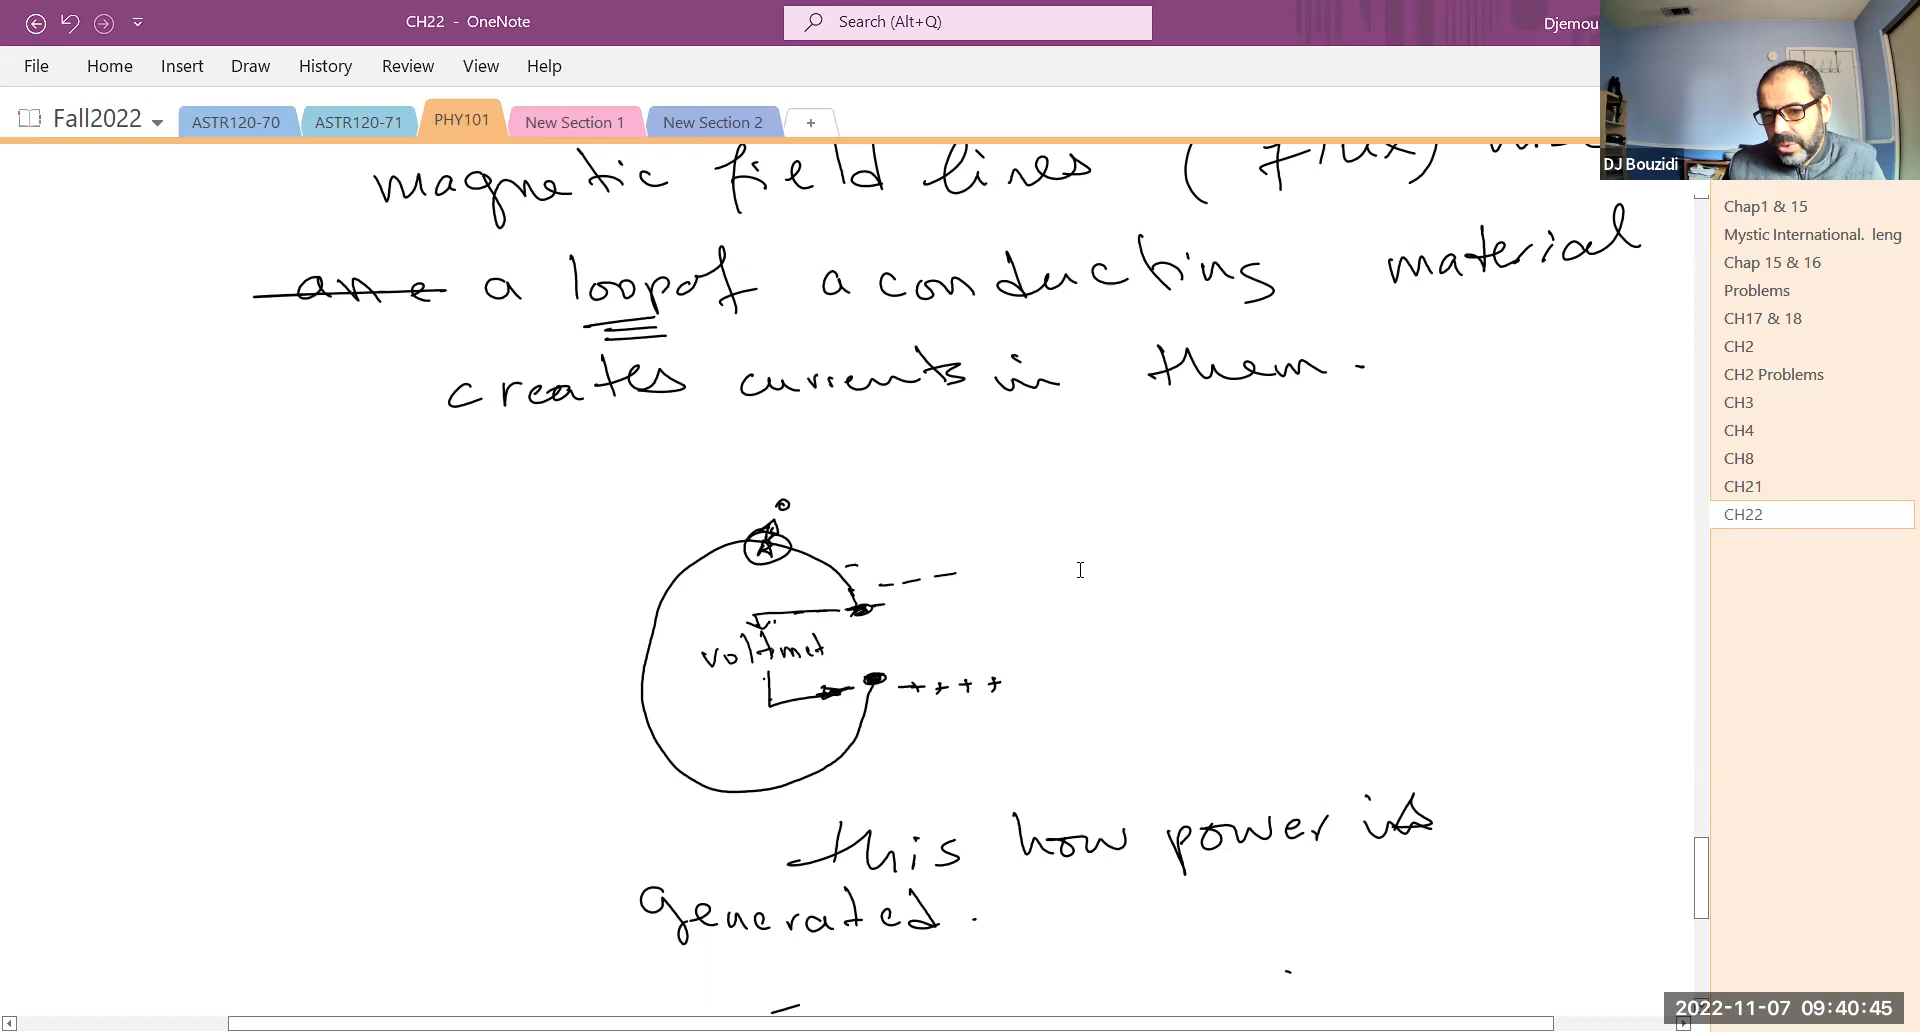 CH22 - OneNote
Search (Alt+Q)
Djemou
File Home Insert Draw History Review View Help
Fall2022
ASTR120-70
ASTR120-71
PHY101
New Section 1
New Section 2
+
DJ Bouzidi
magnetic field lines (flux)
ane a loop of a conducting material
creates currents in them.
- - - -
voltmet
+ + + +
this how power is
generated.
Chap1 & 15
Mystic International. leng
Chap 15 & 16
Problems
CH17 & 18
CH2
CH2 Problems
CH3
CH4
CH8
CH21
CH22
2022-11-07 09:40:45